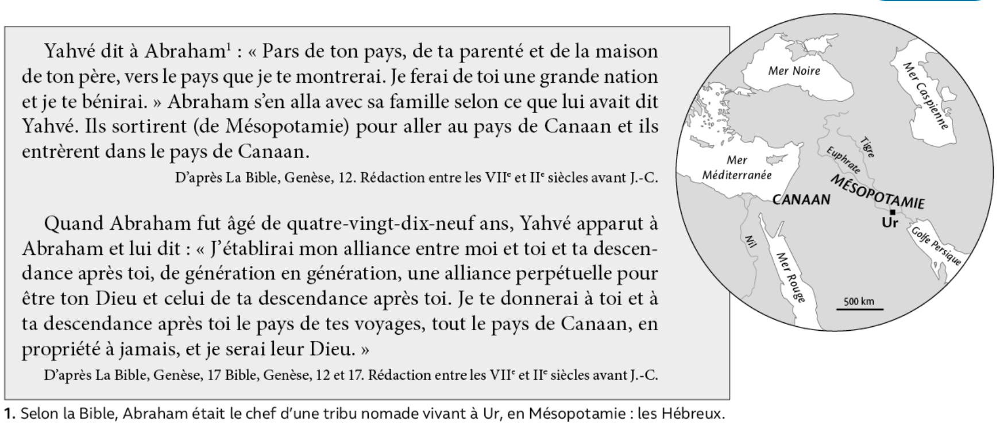 Yahvé dit à Abraham¹ : « Pars de ton pays, de ta parenté et de la maison
de ton père, vers le pays que je te montrerai. Je ferai de toi une grande nation
et je te bénirai. » Abraham s’en alla avec sa famille selon ce que lui avait dit
Yahvé. Ils sortirent (de Mésopotamie) pour aller au pays de Canaan et ils
entrèrent dans le pays de Canaan.
D’après La Bible, Genèse, 12. Rédaction entre les VIIᵉ et IIᵉ siècles avant J.-C.
Quand Abraham fut âgé de quatre-vingt-dix-neuf ans, Yahvé apparut à
Abraham et lui dit : « J’établirai mon alliance entre moi et toi et ta descen-
dance après toi, de génération en génération, une alliance perpétuelle pour
être ton Dieu et celui de ta descendance après toi. Je te donnerai à toi et à
ta descendance après toi le pays de tes voyages, tout le pays de Canaan, en
propriété à jamais, et je serai leur Dieu. »
D’après La Bible, Genèse, 17 Bible, Genèse, 12 et 17. Rédaction entre les VIIᵉ et IIᵉ siècles avant J.-C.
1. Selon la Bible, Abraham était le chef d’une tribu nomade vivant à Ur, en Mésopotamie : les Hébreux.
Mer Noire
Mer Caspienne
Tigre
Euphrate
Mer
Méditerranée
MÉSOPOTAMIE
CANAAN
Ur
Golfe Persique
Nil
Mer Rouge
500 km